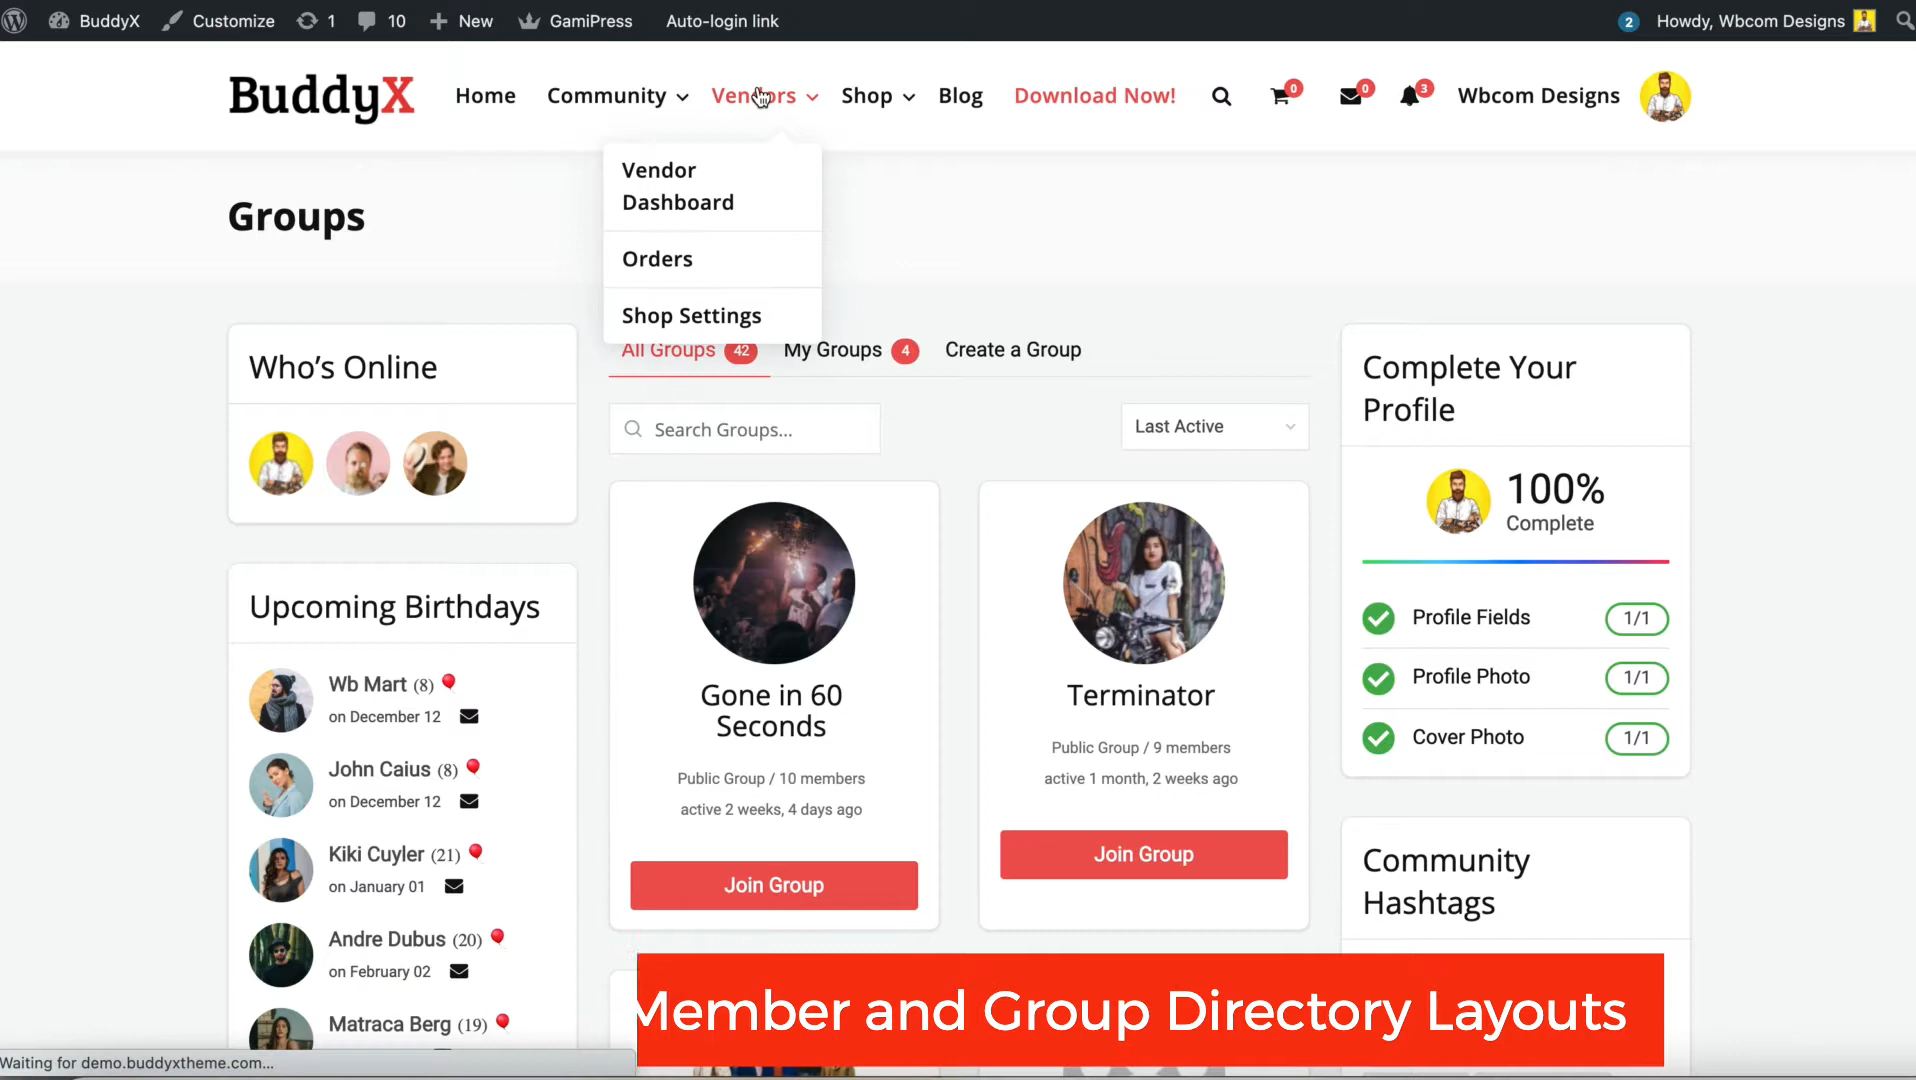 BuddyX Customize 1 10 New GamiPress Auto-login link 2 Howdy, Wbcom Designs
BuddyX Home Community Vendors Shop Blog Download Now! 0 0 3 Wbcom Designs
Vendor
Dashboard
Orders
Shop Settings
Groups
Who's Online
Upcoming Birthdays
Wb Mart (8)
on December 12
John Caius (8)
on December 12
Kiki Cuyler (21)
on January 01
Andre Dubus (20)
on February 02
Matraca Berg (19)
All Groups 42 My Groups 4 Create a Group
Search Groups... Last Active
Gone in 60
Seconds
Public Group / 10 members
active 2 weeks, 4 days ago
Join Group
Terminator
Public Group / 9 members
active 1 month, 2 weeks ago
Join Group
Complete Your
Profile
100%
Complete
Profile Fields 1/1
Profile Photo 1/1
Cover Photo 1/1
Community
Hashtags
Member and Group Directory Layouts
Waiting for demo.buddyxtheme.com...